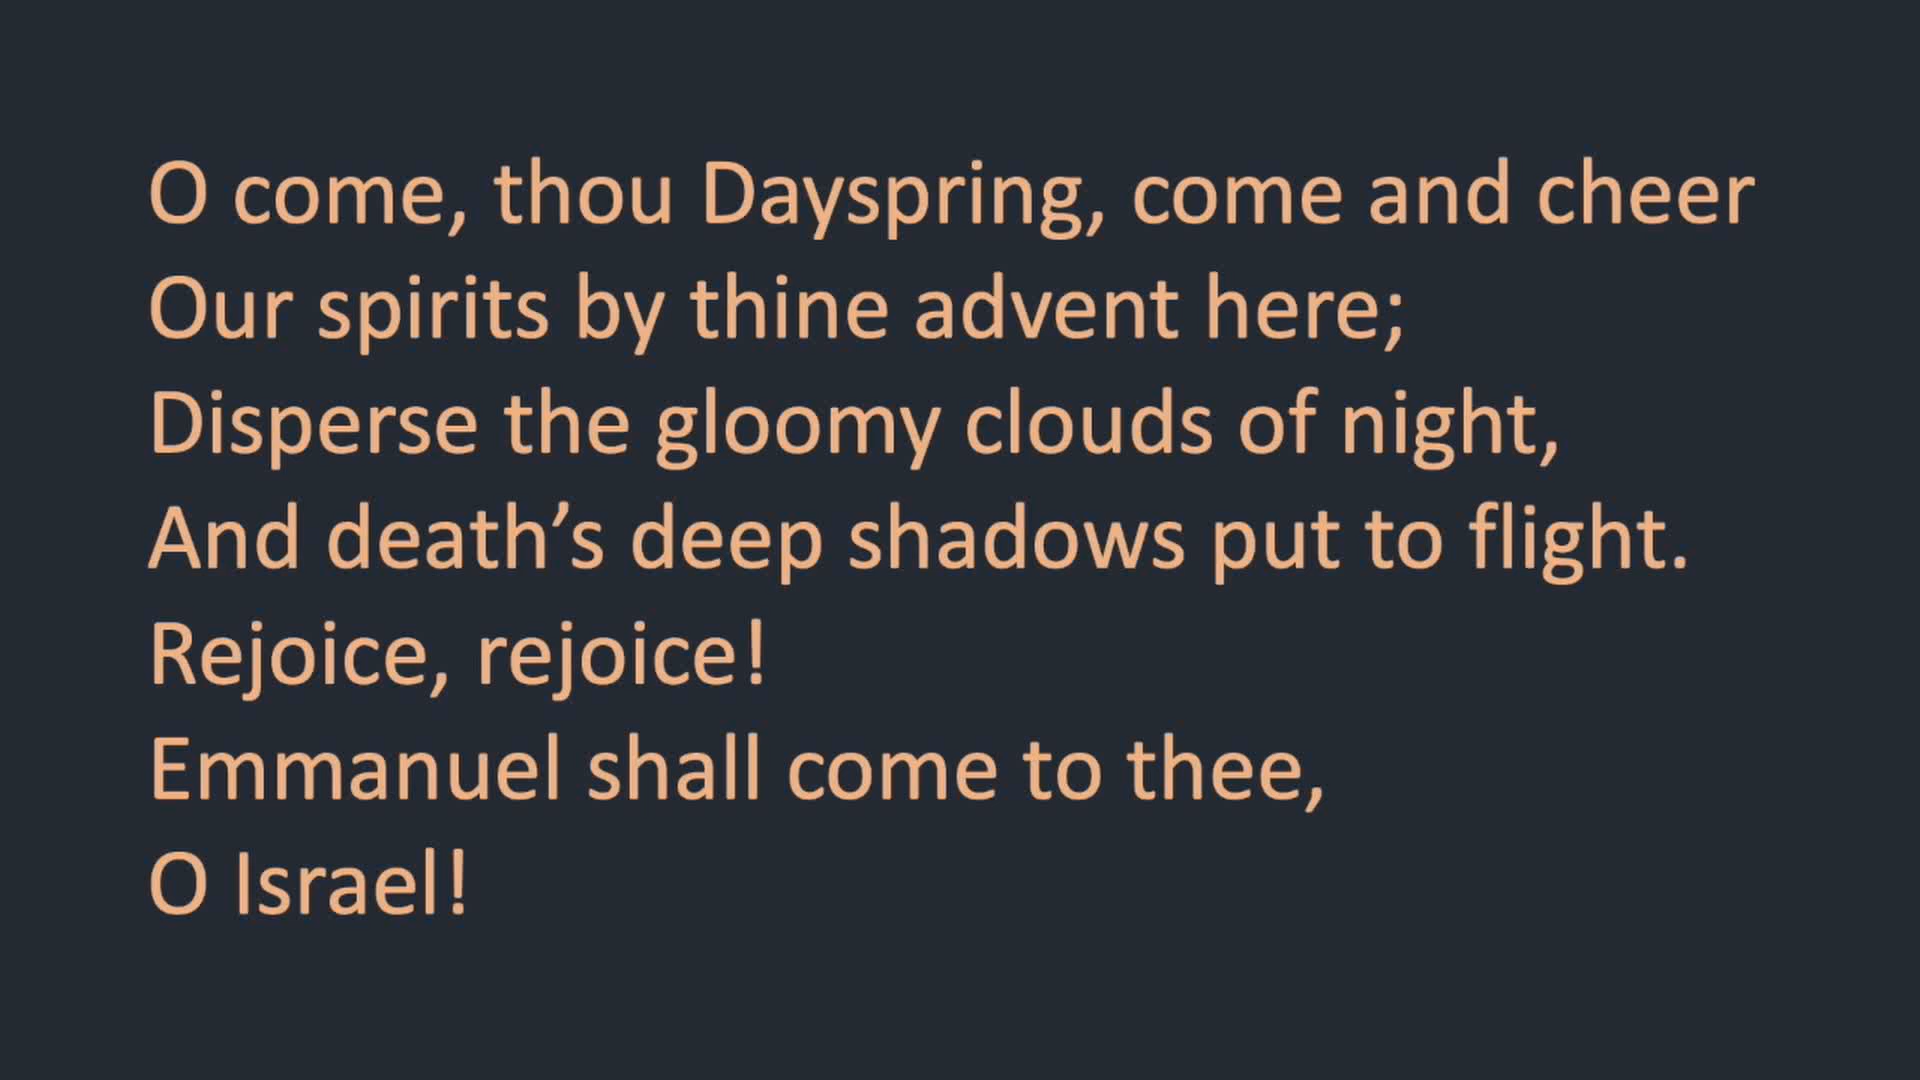 O come, thou Dayspring, come and cheer
Our spirits by thine advent here;
Disperse the gloomy clouds of night,
And death’s deep shadows put to flight.
Rejoice, rejoice!
Emmanuel shall come to thee,
O Israel!